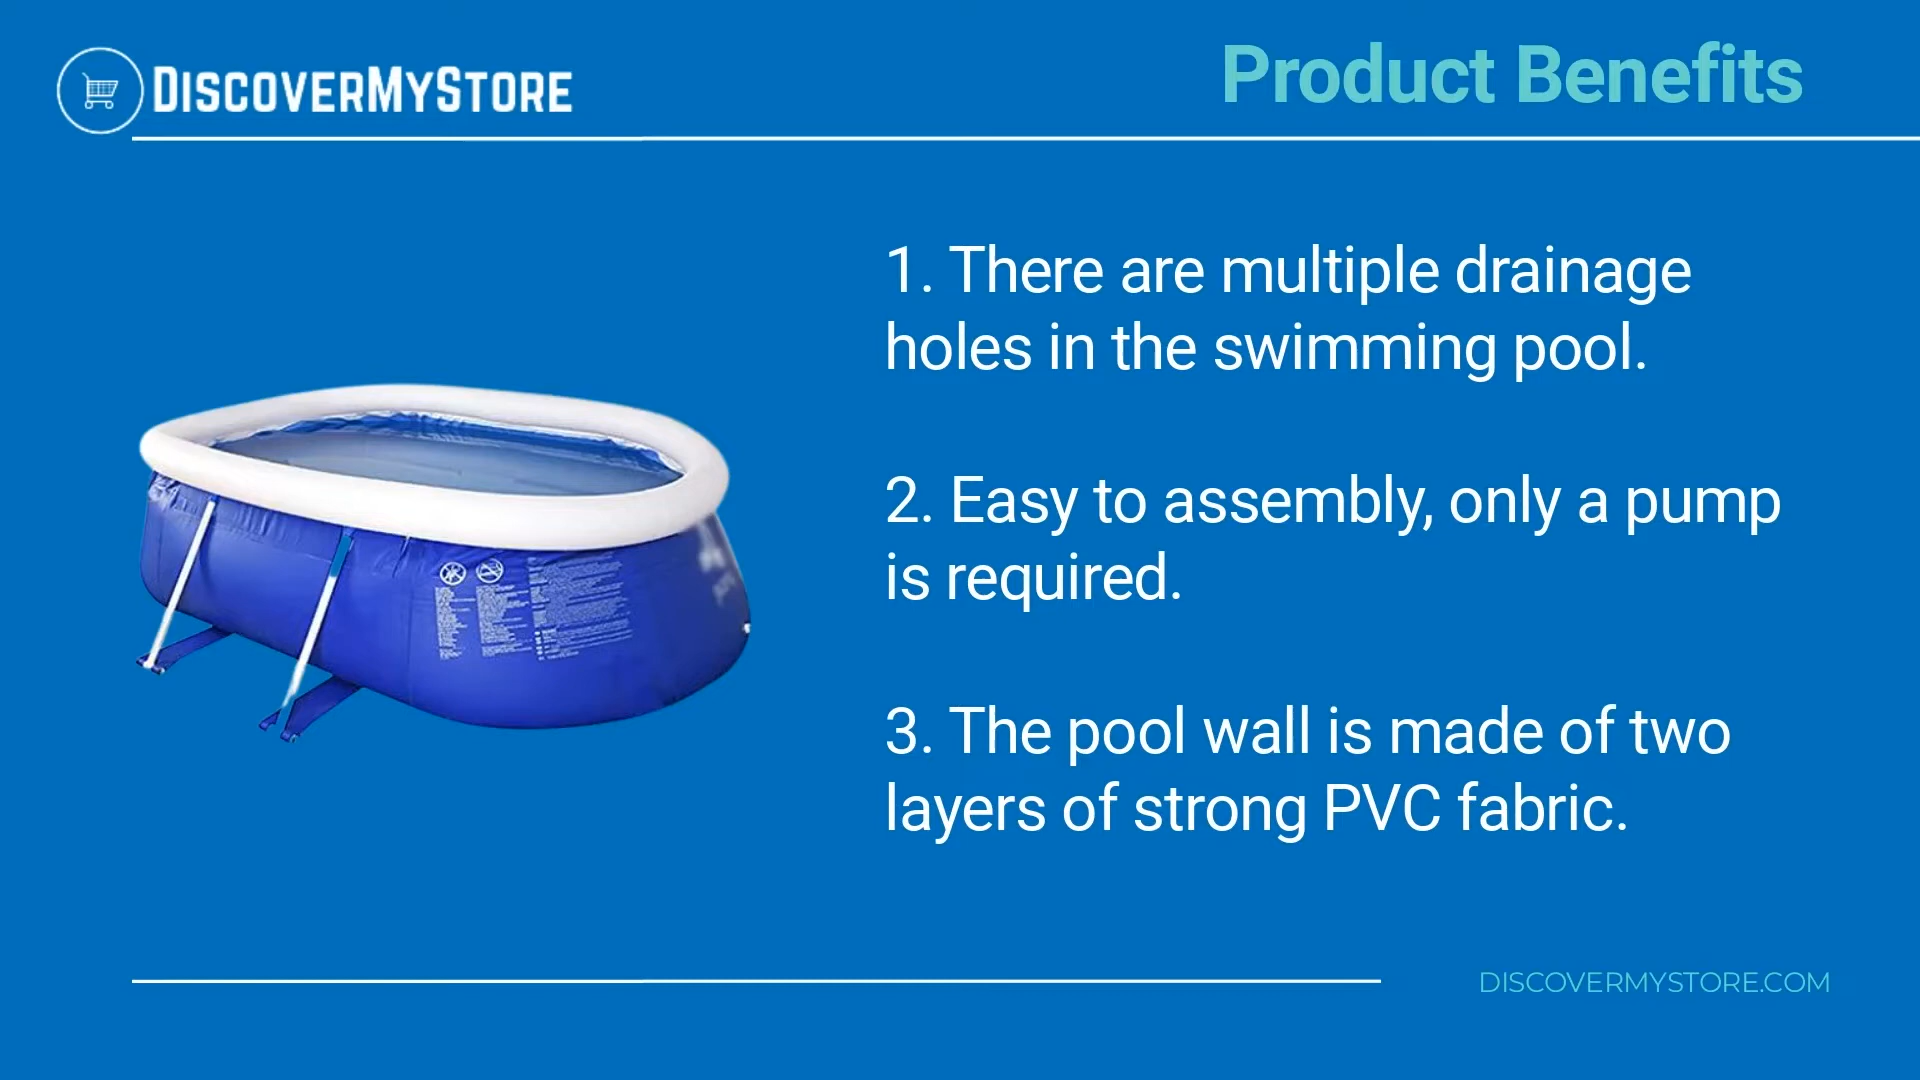 DISCOVERMYSTORE
Product Benefits
1. There are multiple drainage
holes in the swimming pool.
2. Easy to assembly, only a pump
is required.
3. The pool wall is made of two
layers of strong PVC fabric.
DISCOVERMYSTORE.COM